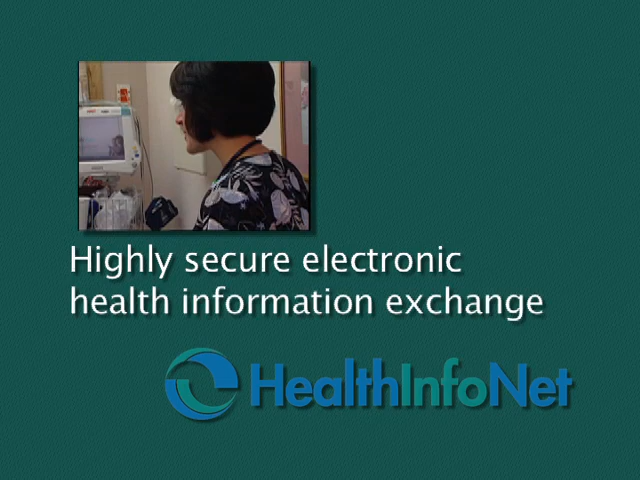 Highly secure electronic
health information exchange
HealthInfoNet